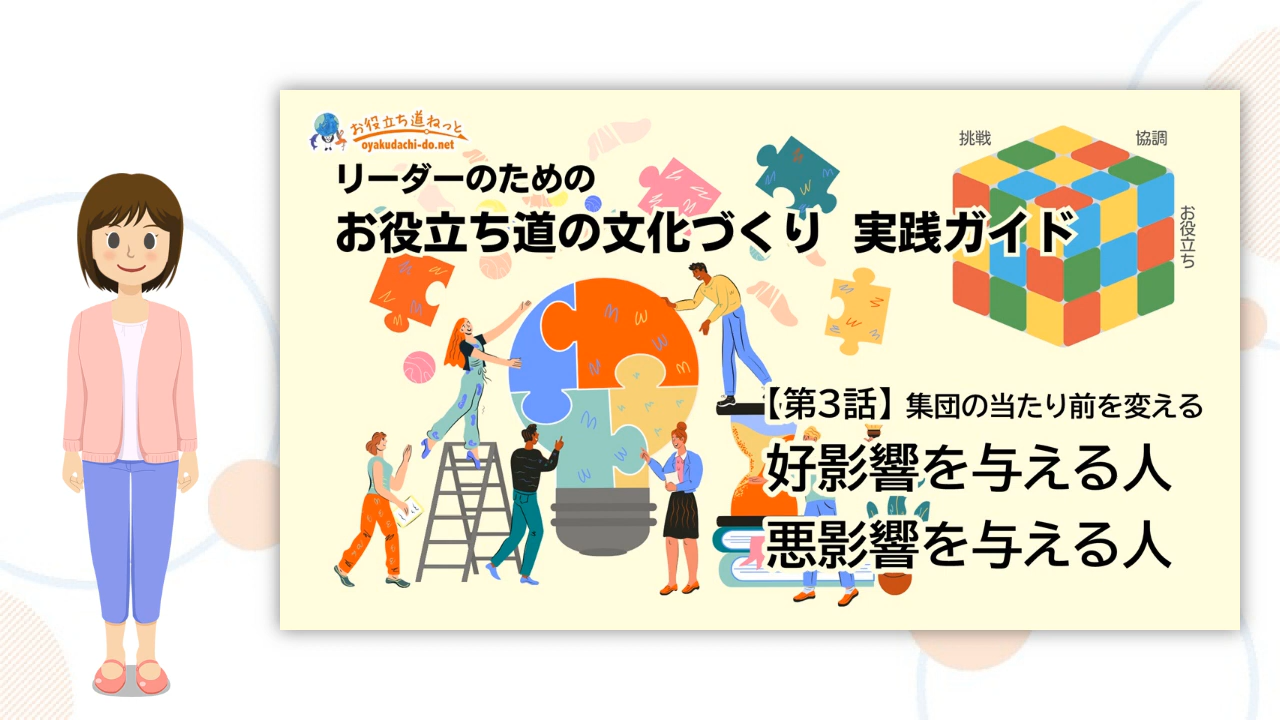 お役立ち道ねっと
oyakudachi-do.net
リーダーのための
お役立ち道の文化づくり 実践ガイド
挑戦
協調
お役立ち
【第3話】集団の当たり前を変える
好影響を与える人
悪影響を与える人